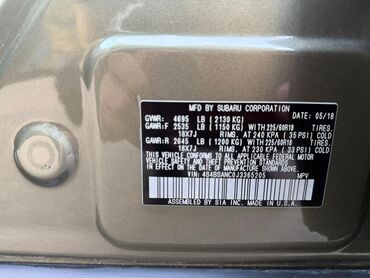 MFD BY SUBARU CORPORATION
GVWR: 4695 LB (2130 KG) DATE: 05/18
GAWR:F 2535 LB (1150 KG) WITH 225/60R18 TIRES,
18X7J RIMS, AT 240 KPA (35 PSI) COLD
GAWR:R 2645 LB (1200 KG) WITH 225/60R18 TIRES,
18X7J RIMS, AT 230 KPA (33 PSI) COLD
THIS VEHICLE CONFORMS TO ALL APPLICABLE
FEDERAL MOTOR VEHICLE SAFETY, BUMPER, AND
THEFT PREVENTION STANDARDS
IN EFFECT ON THE DATE OF MANUFACTURE SHOWN ABOVE.
VIN: 4S4BSANC0J3365205 MPV
ASSEMBLED BY SIA MADE IN U.S.A.